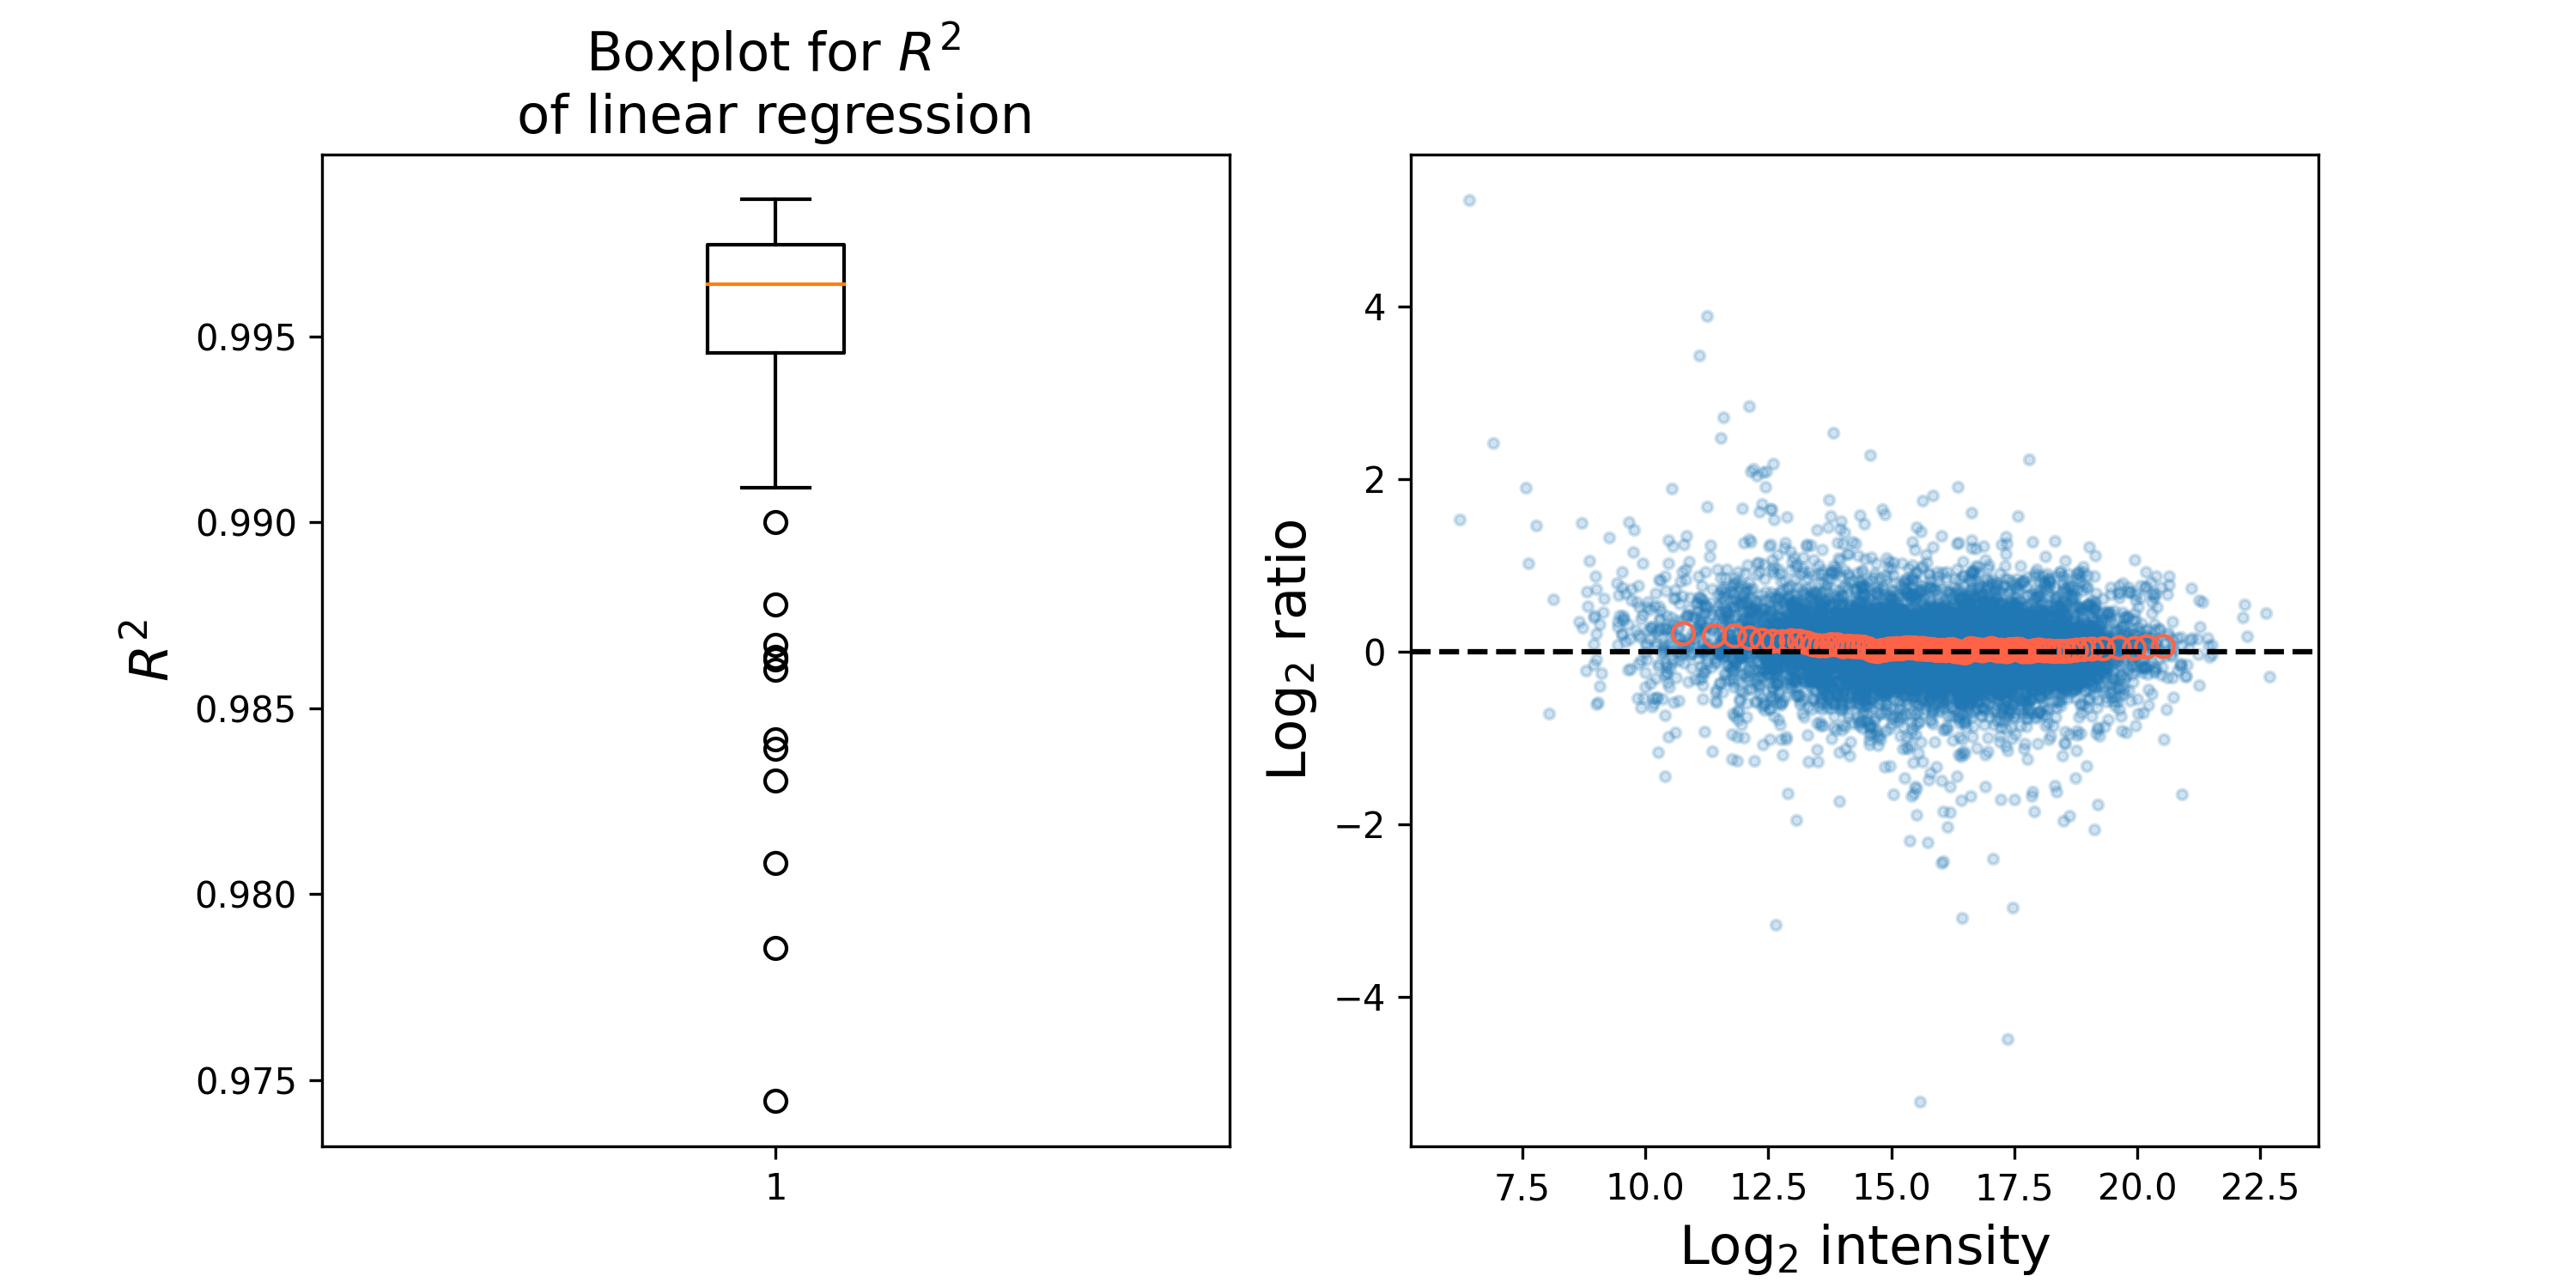 Boxplot for R²
of linear regression
R²
0.995
0.990
0.985
0.980
0.975
1
Log₂ ratio
4
2
0
−2
−4
7.5 10.0 12.5 15.0 17.5 20.0 22.5
Log₂ intensity